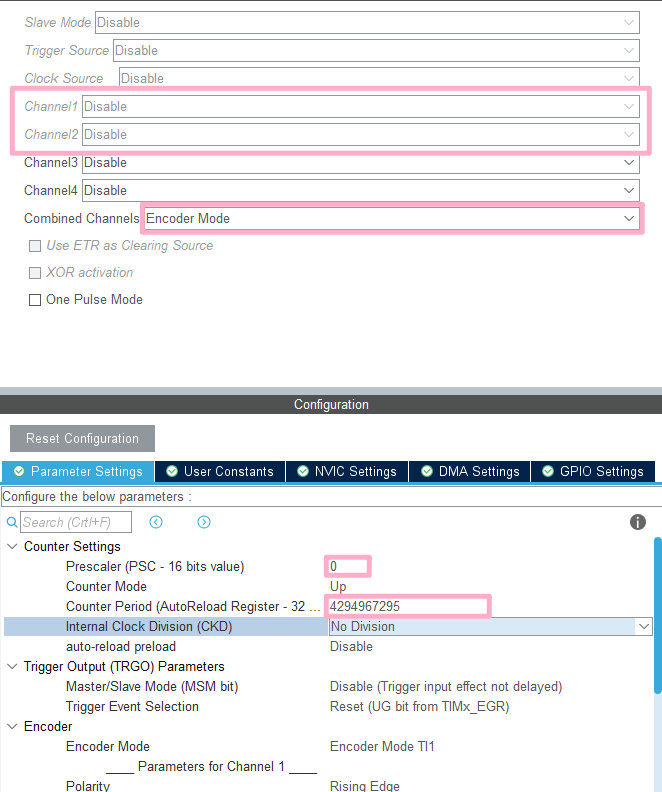 Slave Mode Disable
Trigger Source Disable
Clock Source Disable
Channel1 Disable
Channel2 Disable
Channel3 Disable
Channel4 Disable
Combined Channels Encoder Mode
Use ETR as Clearing Source
XOR activation
One Pulse Mode
Configuration
Reset Configuration
Parameter Settings User Constants NVIC Settings DMA Settings GPIO Settings
Configure the below parameters :
Search (Crtl+F)
Counter Settings
Prescaler (PSC - 16 bits value) 0
Counter Mode Up
Counter Period (AutoReload Register - 32 ... 4294967295
Internal Clock Division (CKD) No Division
auto-reload preload Disable
Trigger Output (TRGO) Parameters
Master/Slave Mode (MSM bit) Disable (Trigger input effect not delayed)
Trigger Event Selection Reset (UG bit from TIMx_EGR)
Encoder
Encoder Mode Encoder Mode TI1
____ Parameters for Channel 1 ____
Polarity Rising Edge